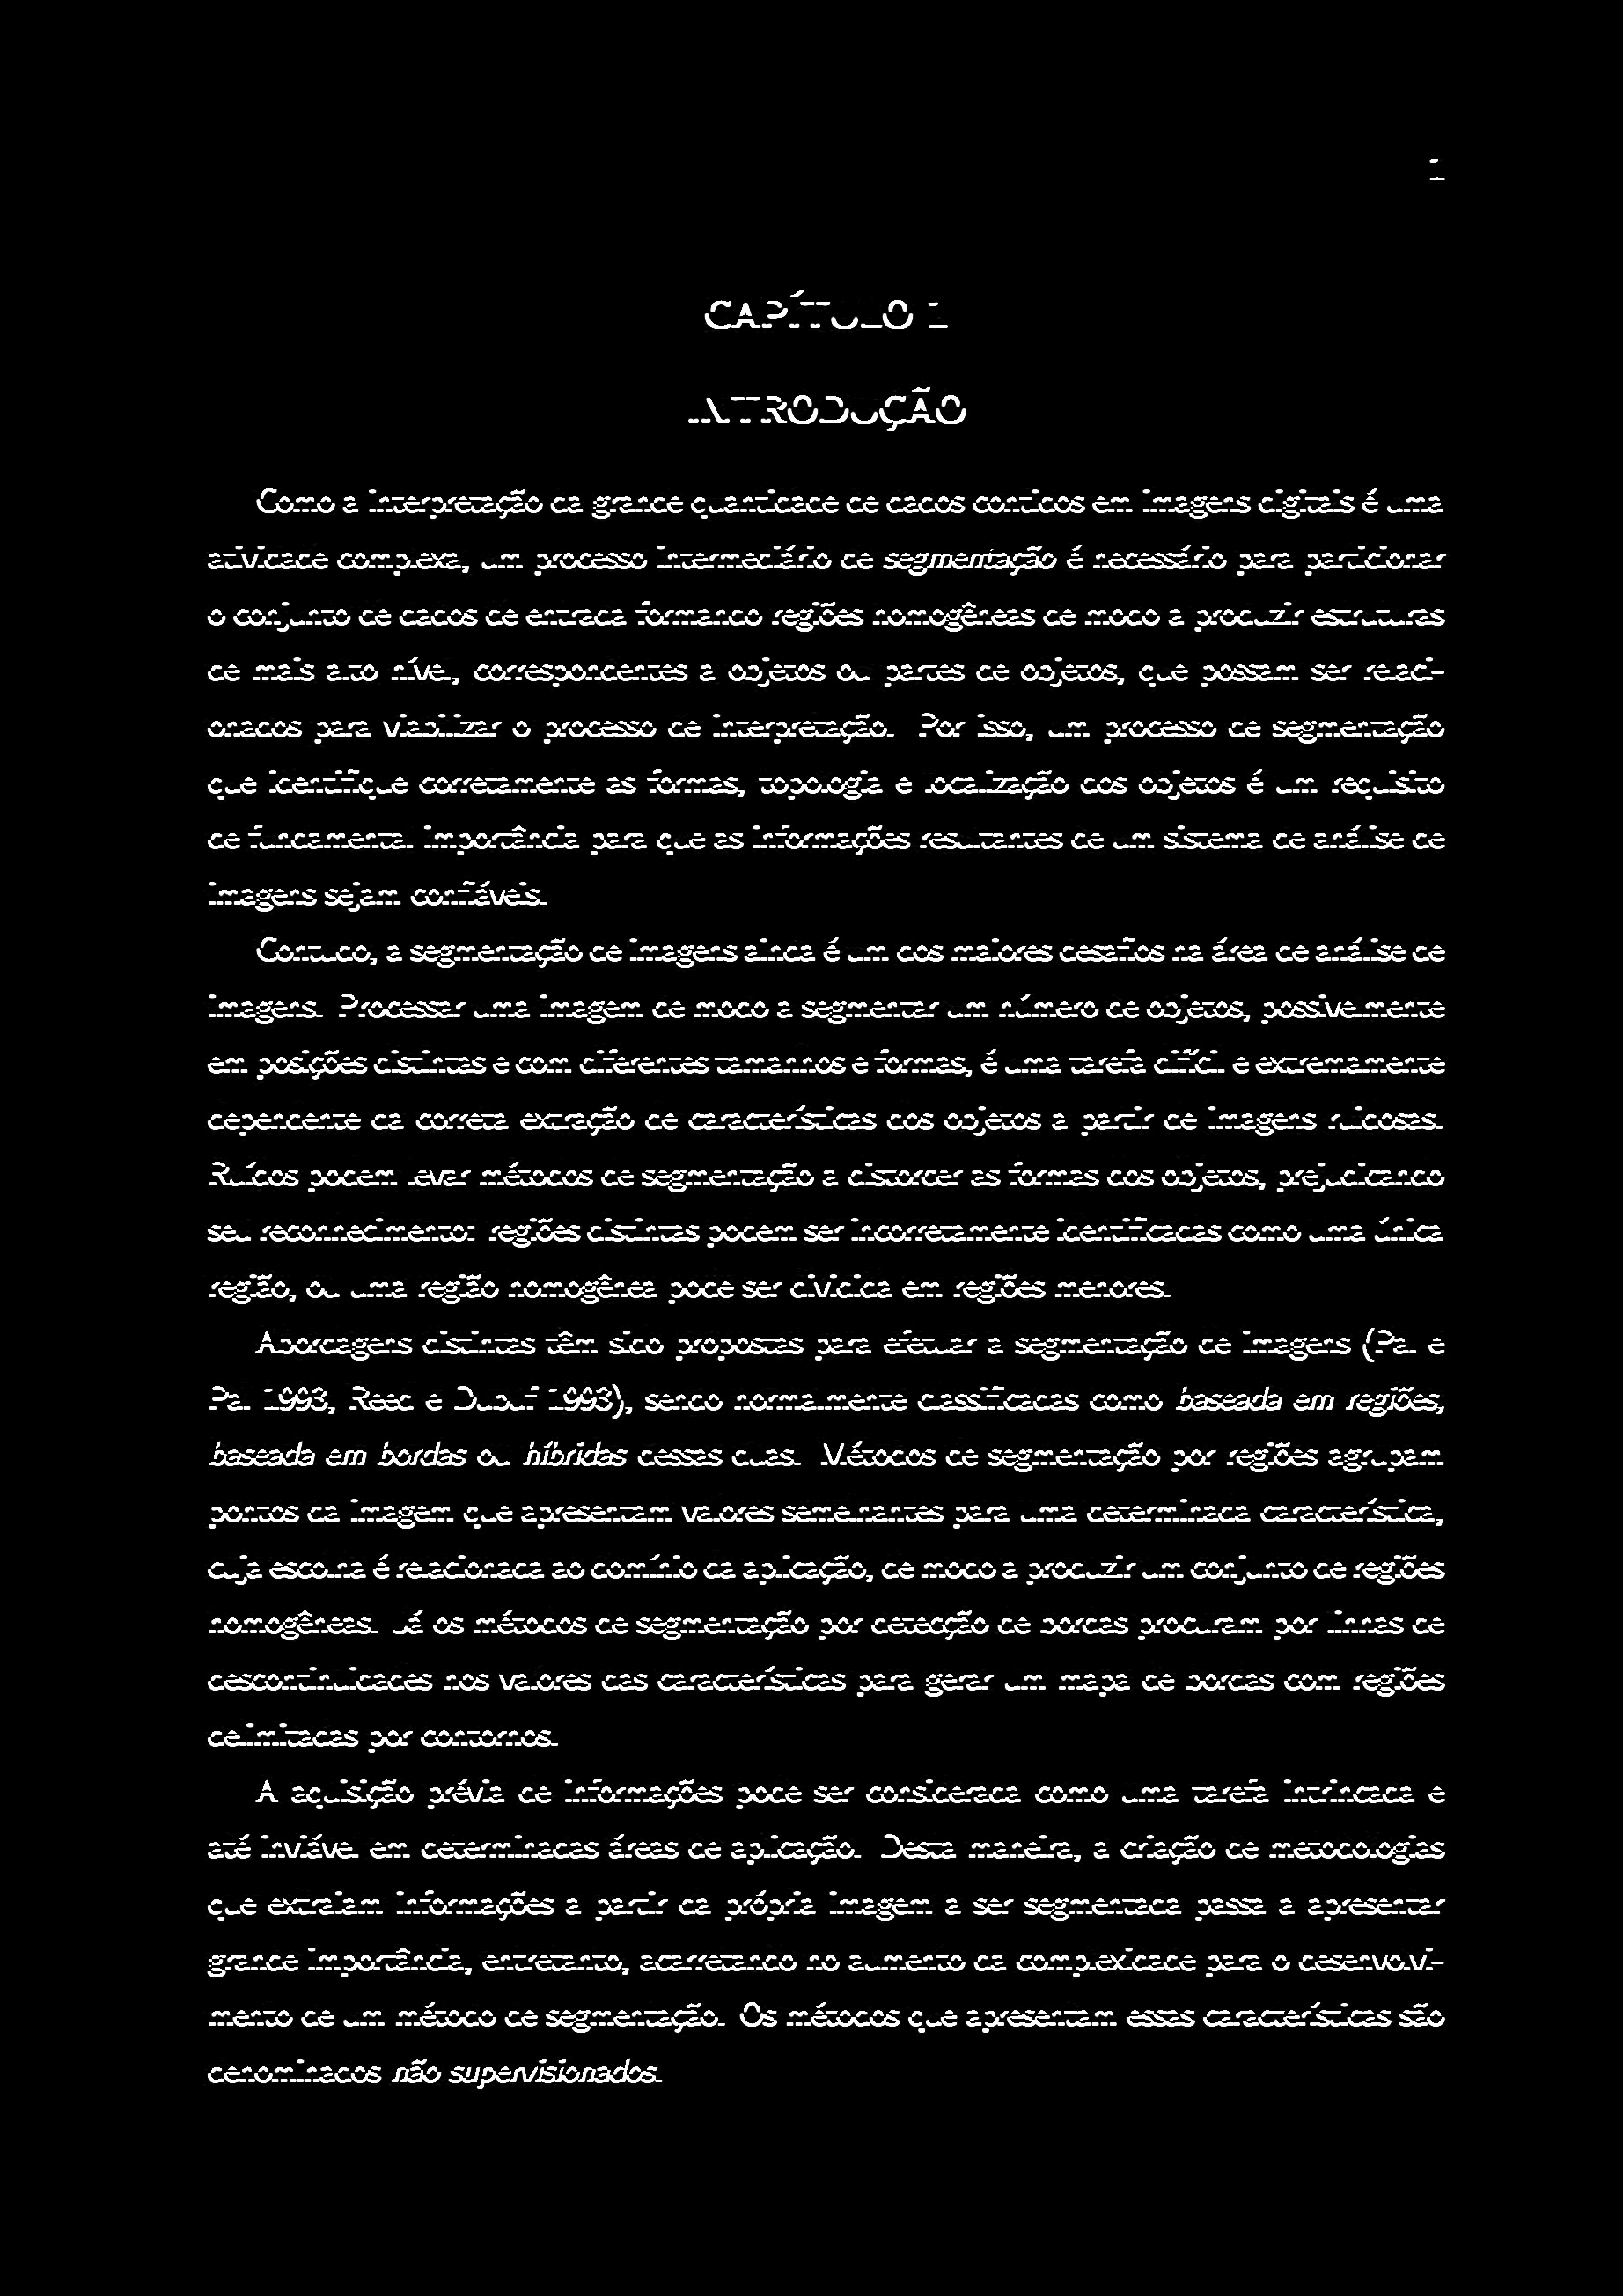 1
CAPÍTULO 1
INTRODUÇÃO
Como a interpretação da grande quantidade de dados contidos em imagens digitais é uma
atividade complexa, um processo intermediário de segmentação é necessário para particionar
o conjunto de dados de entrada formando regiões homogêneas de modo a produzir estruturas
de mais alto nível, correspondentes a objetos ou partes de objetos, que possam ser relaci-
onados para viabilizar o processo de interpretação. Por isso, um processo de segmentação
que identifique corretamente as formas, topologia e localização dos objetos é um requisito
de fundamental importância para que as informações resultantes de um sistema de análise de
imagens sejam confiáveis.
Contudo, a segmentação de imagens ainda é um dos maiores desafios na área de análise de
imagens. Processar uma imagem de modo a segmentar um número de objetos, possivelmente
em posições distintas e com diferentes tamanhos e formas, é uma tarefa difícil e extremamente
dependente da correta extração de características dos objetos a partir de imagens ruidosas.
Ruídos podem levar métodos de segmentação a distorcer as formas dos objetos, prejudicando
seu reconhecimento: regiões distintas podem ser incorretamente identificadas como uma única
região, ou uma região homogênea pode ser dividida em regiões menores.
Abordagens distintas têm sido propostas para efetuar a segmentação de imagens (Pal e
Pal 1993, Reed e Dubuf 1993), sendo normalmente classificadas como baseada em regiões,
baseada em bordas ou híbridas dessas duas. Métodos de segmentação por regiões agrupam
pontos da imagem que apresentam valores semelhantes para uma determinada característica,
cuja escolha é relacionada ao domínio da aplicação, de modo a produzir um conjunto de regiões
homogêneas. Já os métodos de segmentação por detecção de bordas procuram por linhas de
descontinuidades nos valores das características para gerar um mapa de bordas com regiões
delimitadas por contornos.
A aquisição prévia de informações pode ser considerada como uma tarefa intrincada e
até inviável em determinadas áreas de aplicação. Desta maneira, a criação de metodologias
que extraiam informações a partir da própria imagem a ser segmentada passa a apresentar
grande importância, entretanto, acarretando no aumento da complexidade para o desenvolvi-
mento de um método de segmentação. Os métodos que apresentam essas características são
denominados não supervisionados.